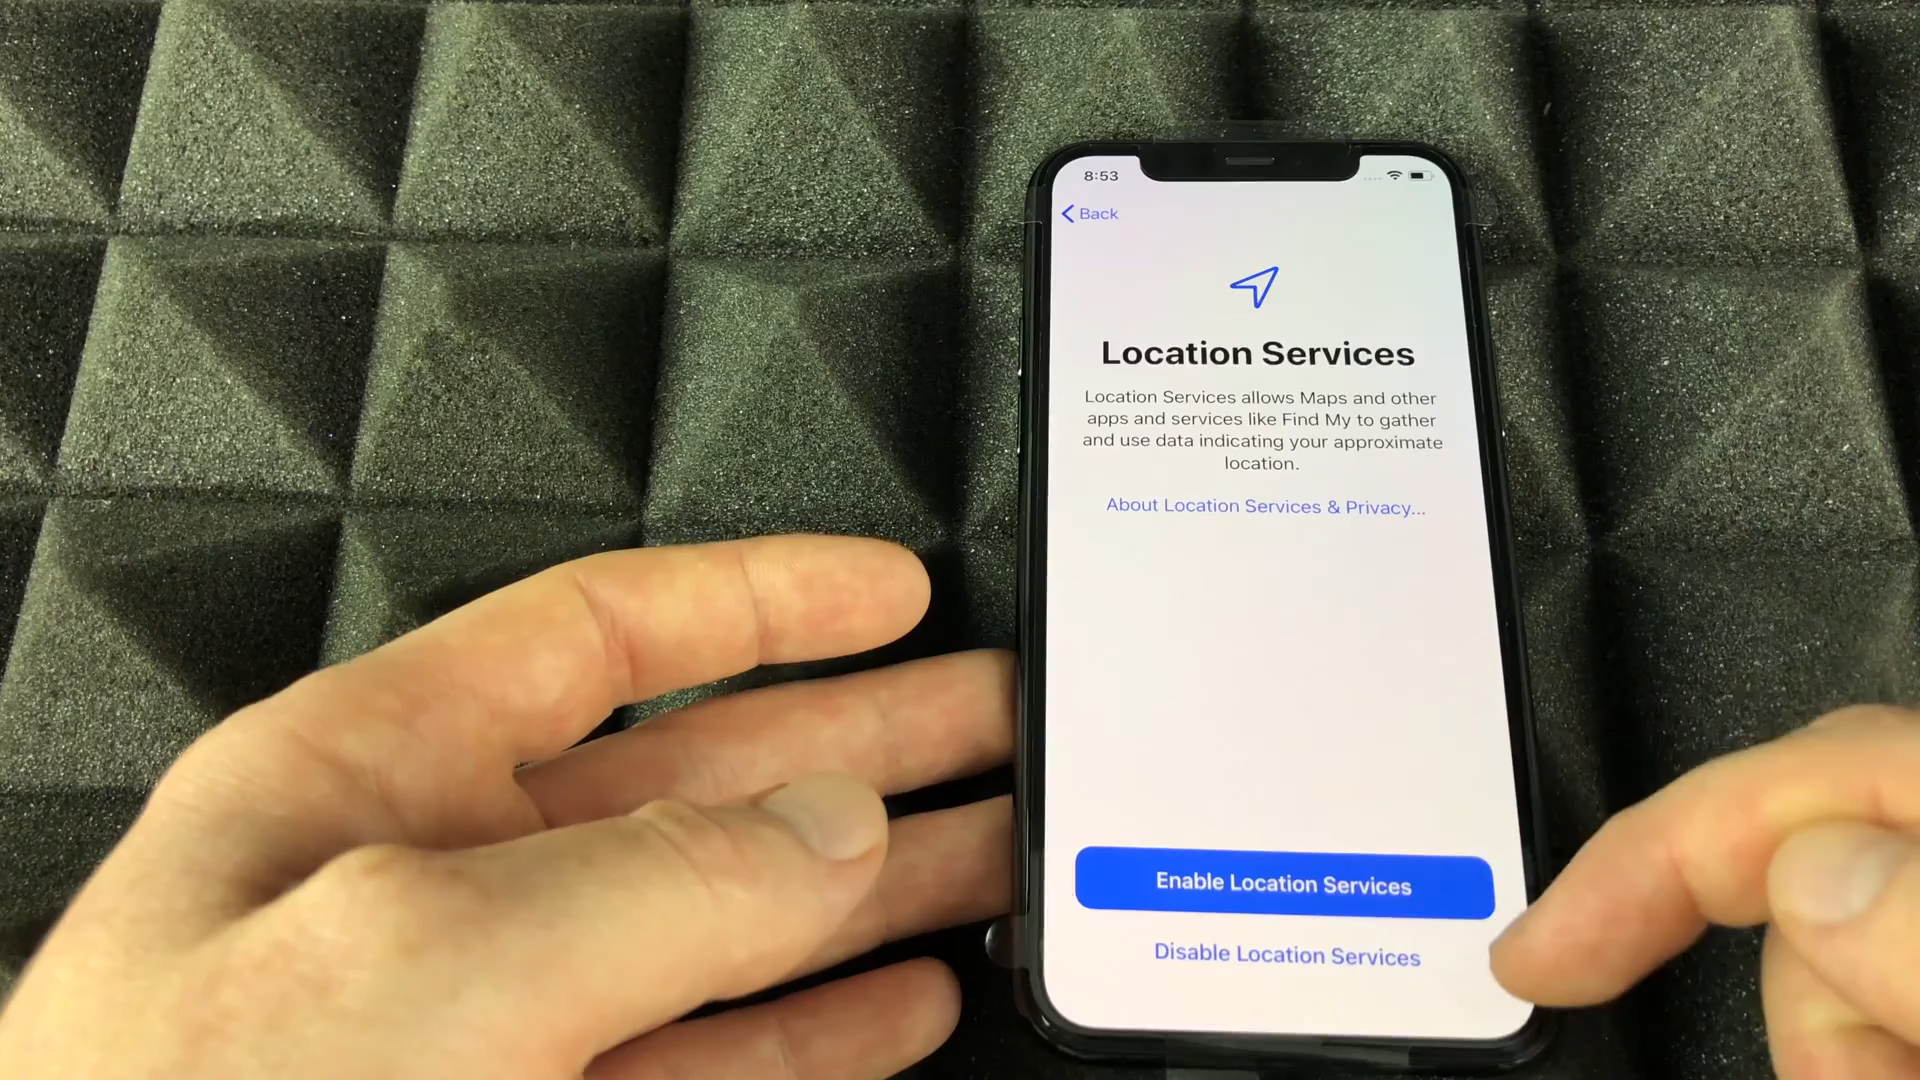 8:53
Back
Location Services
Location Services allows Maps and other
apps and services like Find My to gather
and use data indicating your approximate
location.
About Location Services & Privacy...
Enable Location Services
Disable Location Services